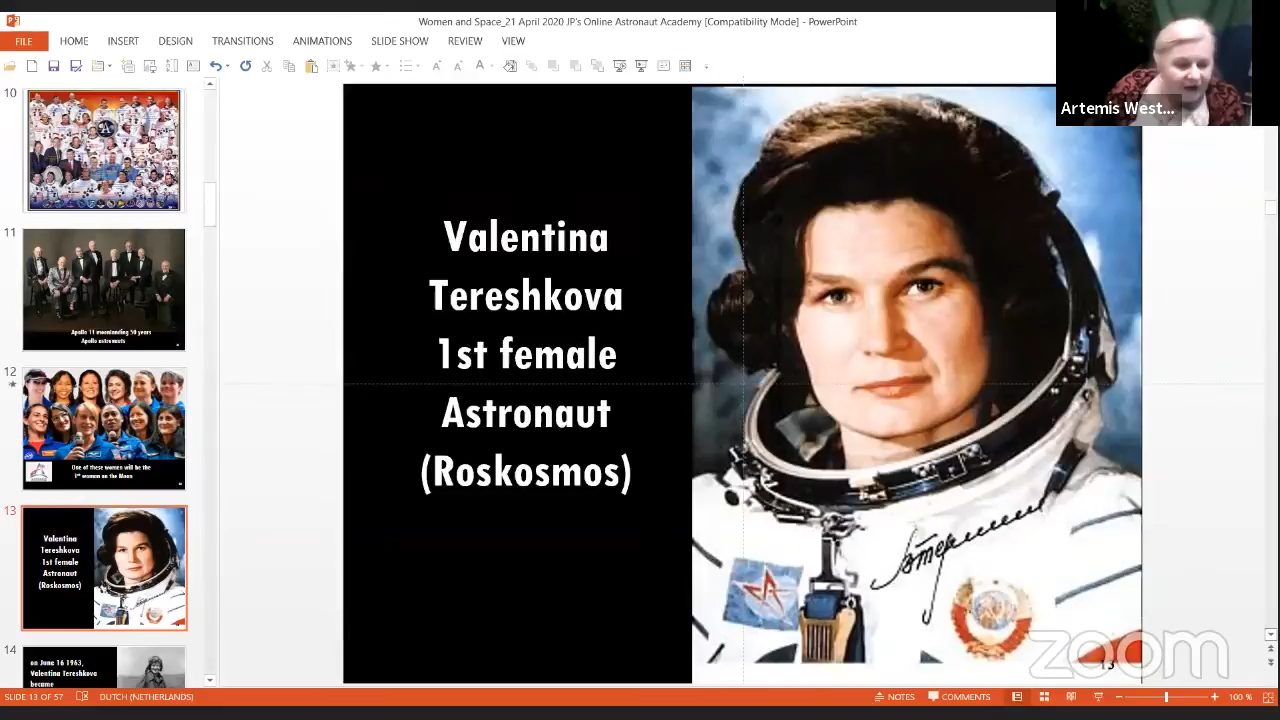 Women and Space_21 April 2020 JP's Online Astronaut Academy [Compatibility Mode] - PowerPoint
FILE HOME INSERT DESIGN TRANSITIONS ANIMATIONS SLIDE SHOW REVIEW VIEW
Artemis West...
10
11
Apollo 11 moonlanding 50 years
Apollo astronauts
12
One of these women will be the
1st woman on the Moon
13
Valentina
Tereshkova
1st female
Astronaut
(Roskosmos)
14
on June 16 1963,
Valentina Tereshkova
became
Valentina
Tereshkova
1st female
Astronaut
(Roskosmos)
13
zoom
SLIDE 13 OF 57 DUTCH (NETHERLANDS) NOTES COMMENTS 100 %